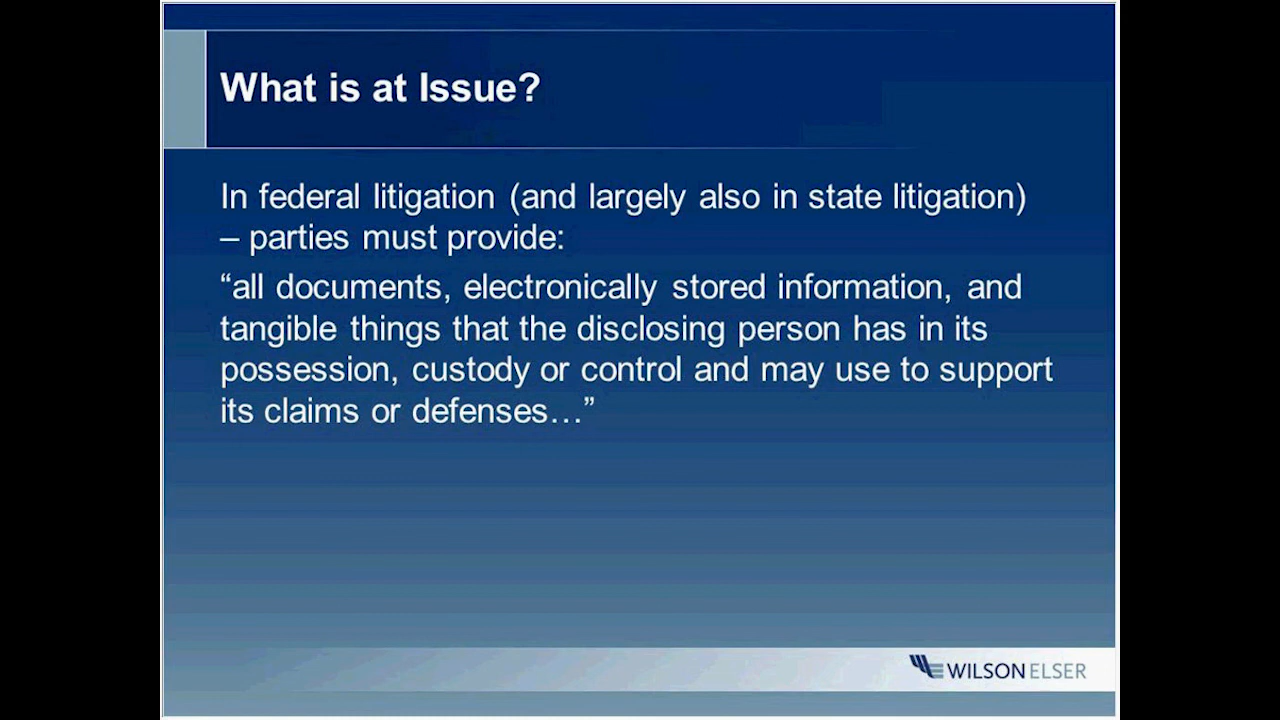 What is at Issue?
In federal litigation (and largely also in state litigation)
– parties must provide:
“all documents, electronically stored information, and
tangible things that the disclosing person has in its
possession, custody or control and may use to support
its claims or defenses…”
WILSON ELSER